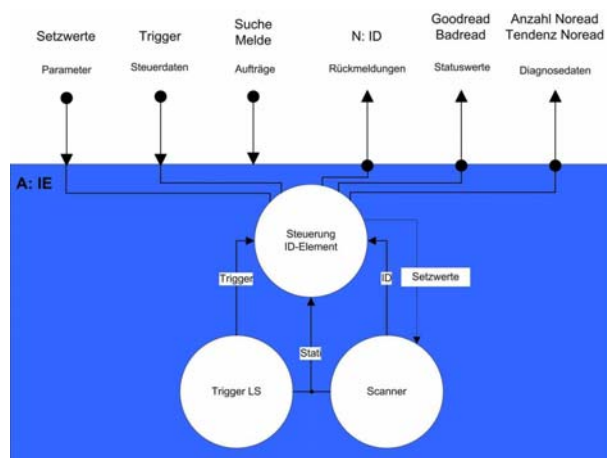 Setzwerte
Trigger
Suche
Melde
N: ID
Goodread
Badread
Anzahl Noread
Tendenz Noread
Parameter
Steuerdaten
Aufträge
Rückmeldungen
Statuswerte
Diagnosedaten
A: IE
Steuerung
ID-Element
Trigger
ID
Setzwerte
Stati
Trigger LS
Scanner